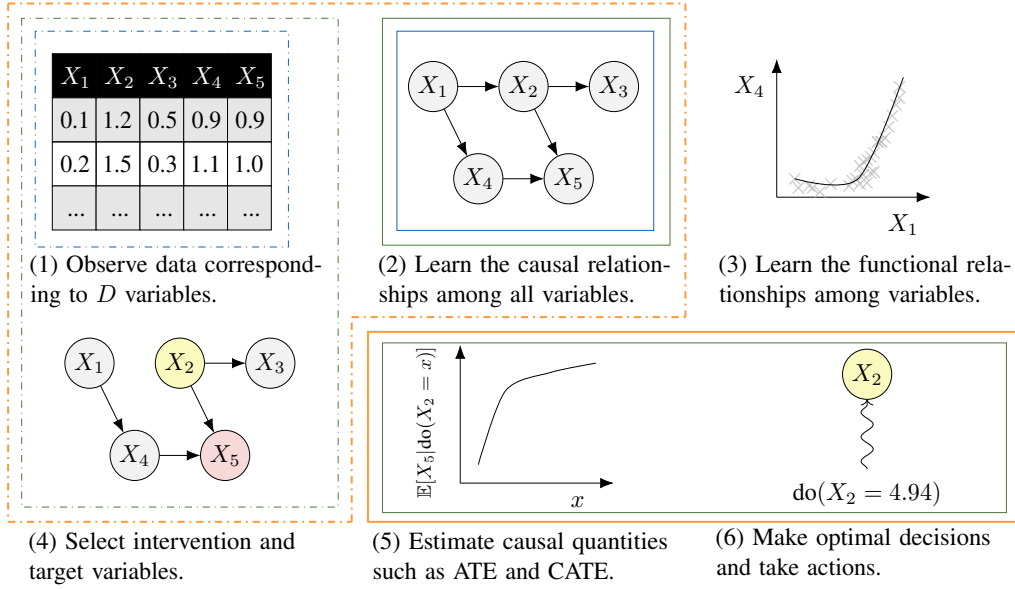 X1 X2 X3 X4 X5
0.1 1.2 0.5 0.9 0.9
0.2 1.5 0.3 1.1 1.0
... ... ... ... ...
(1) Observe data correspond-
ing to D variables.
X1 X2 X3
X4 X5
(2) Learn the causal relation-
ships among all variables.
X4
X1
(3) Learn the functional rela-
tionships among variables.
X1 X2 X3
X4 X5
(4) Select intervention and
target variables.
𝔼[X5|do(X2 = x)]
x
(5) Estimate causal quantities
such as ATE and CATE.
X2
do(X2 = 4.94)
(6) Make optimal decisions
and take actions.